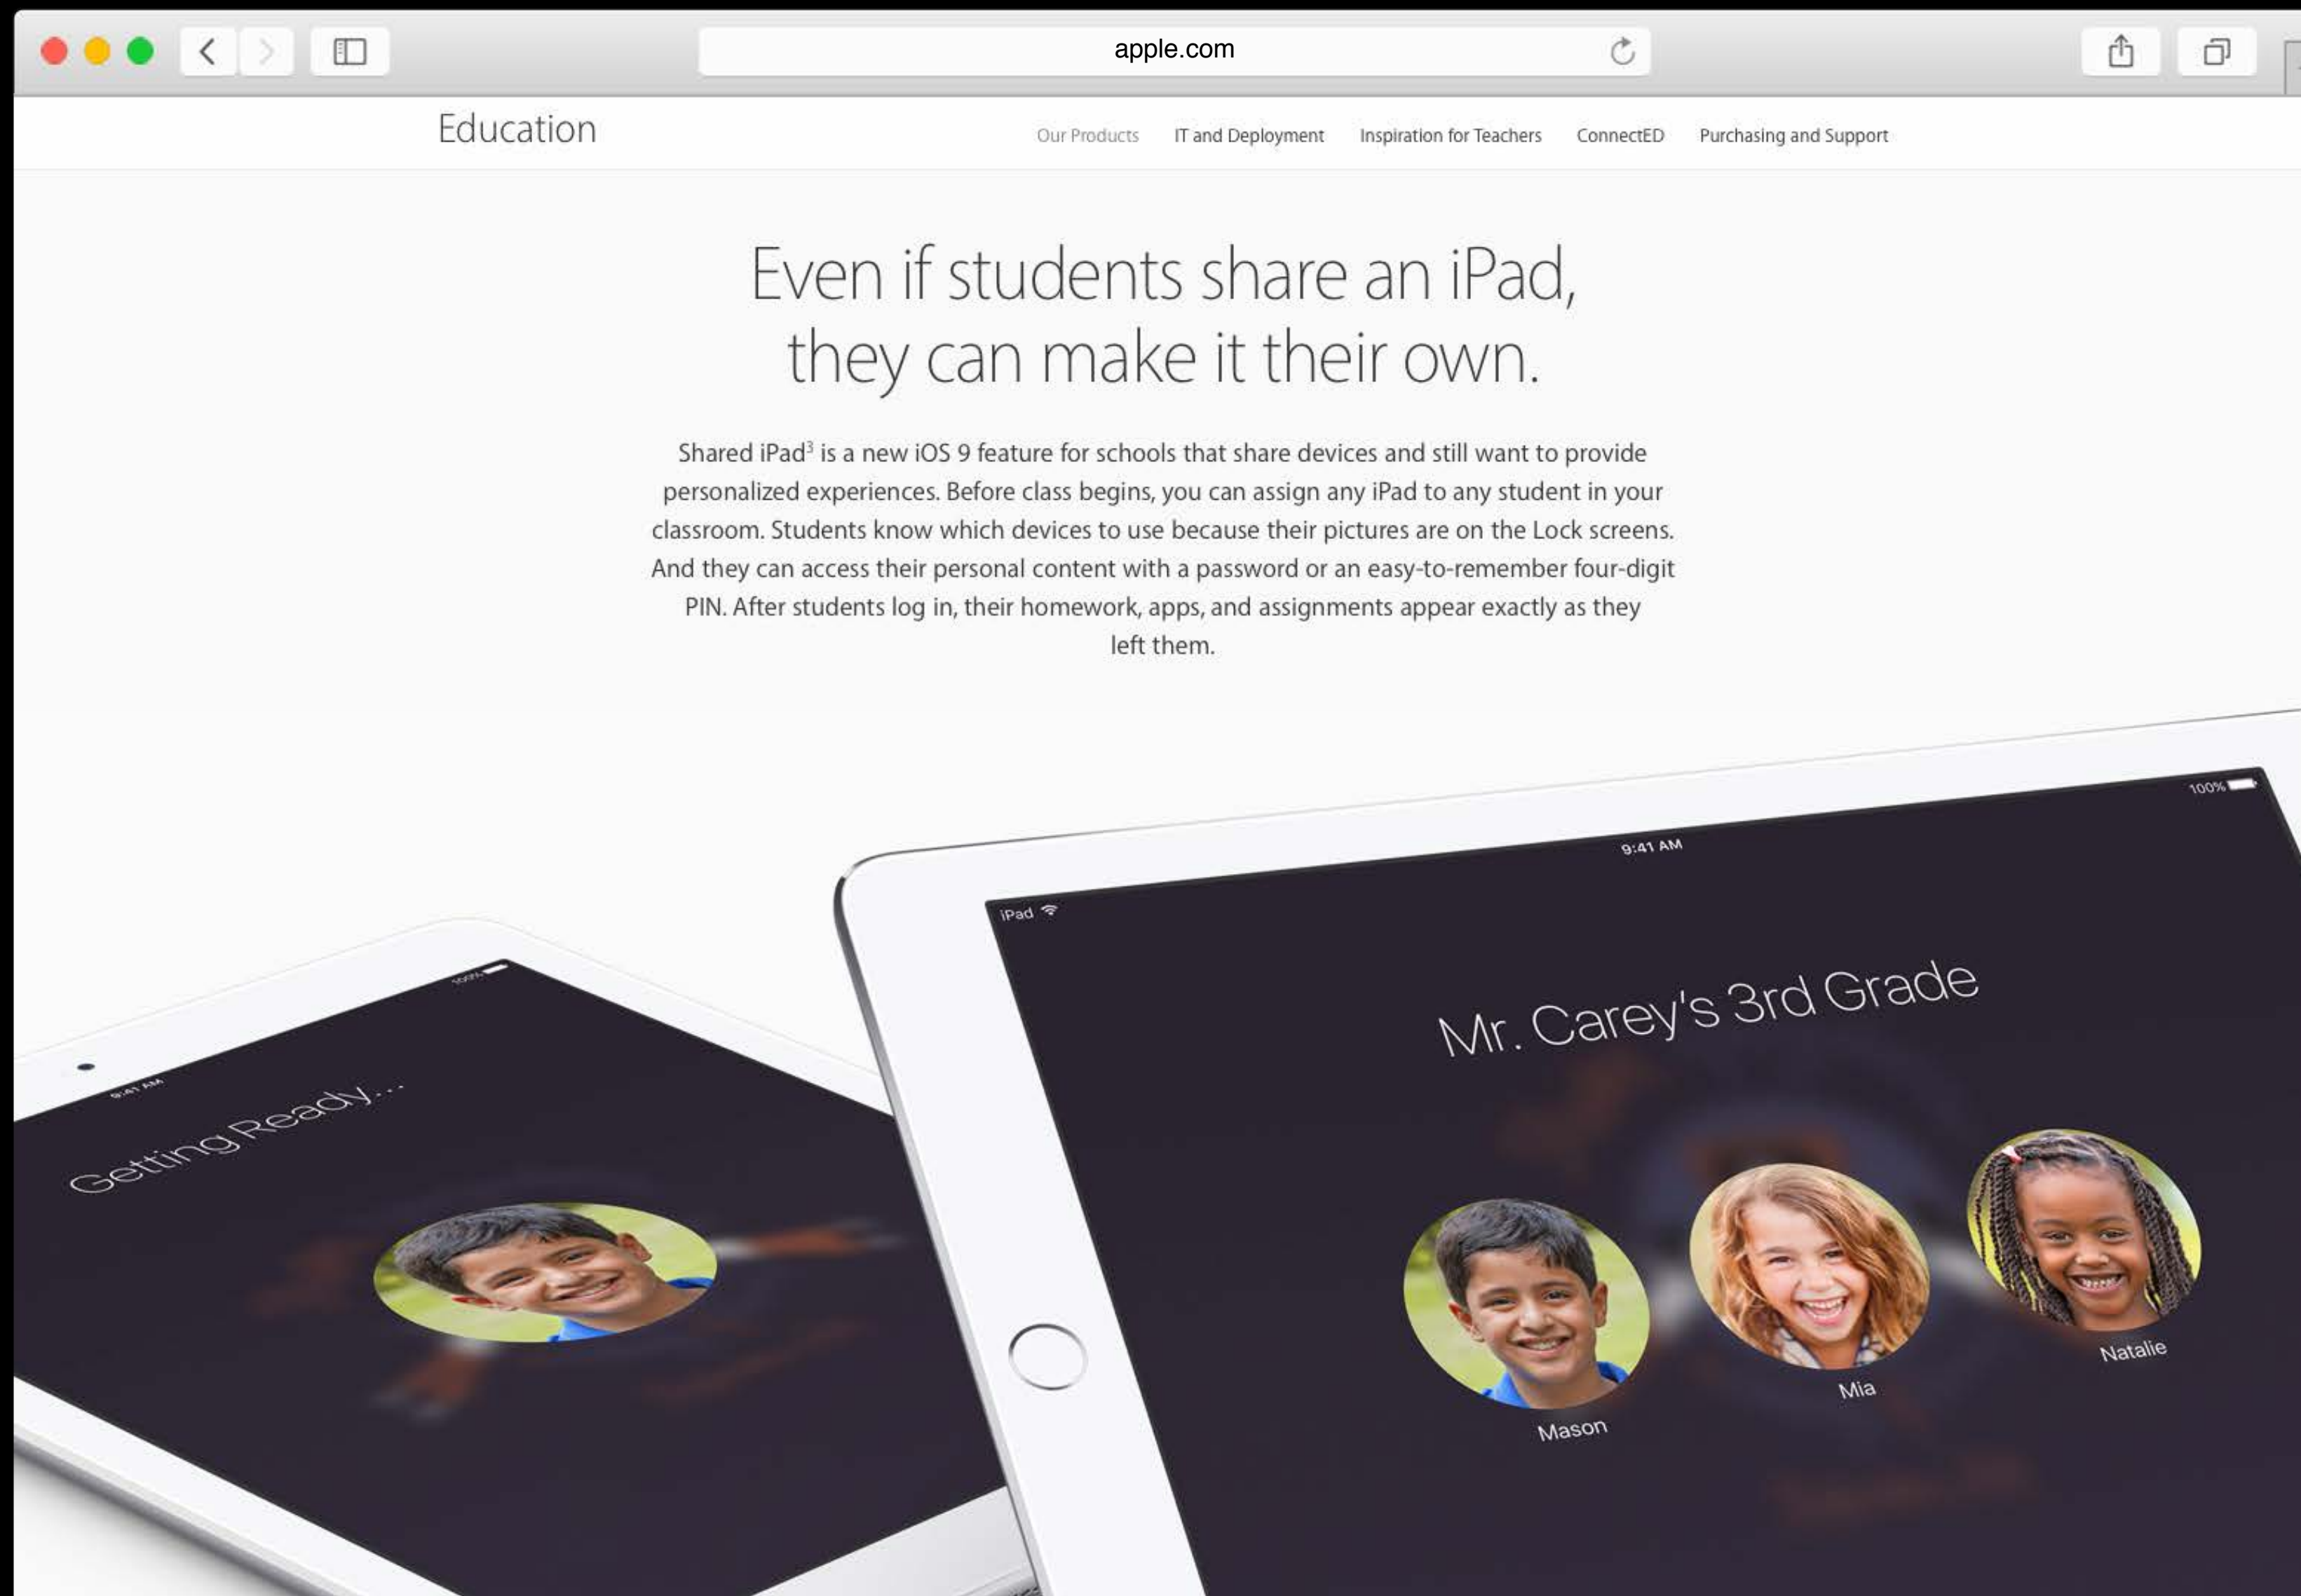 apple.com
Education
Our Products IT and Deployment Inspiration for Teachers ConnectED Purchasing and Support
Even if students share an iPad,
they can make it their own.
Shared iPad³ is a new iOS 9 feature for schools that share devices and still want to provide
personalized experiences. Before class begins, you can assign any iPad to any student in your
classroom. Students know which devices to use because their pictures are on the Lock screens.
And they can access their personal content with a password or an easy-to-remember four-digit
PIN. After students log in, their homework, apps, and assignments appear exactly as they
left them.
100%
9:41 AM
Getting Ready...
iPad
9:41 AM
100%
Mr. Carey's 3rd Grade
Mason
Mia
Natalie